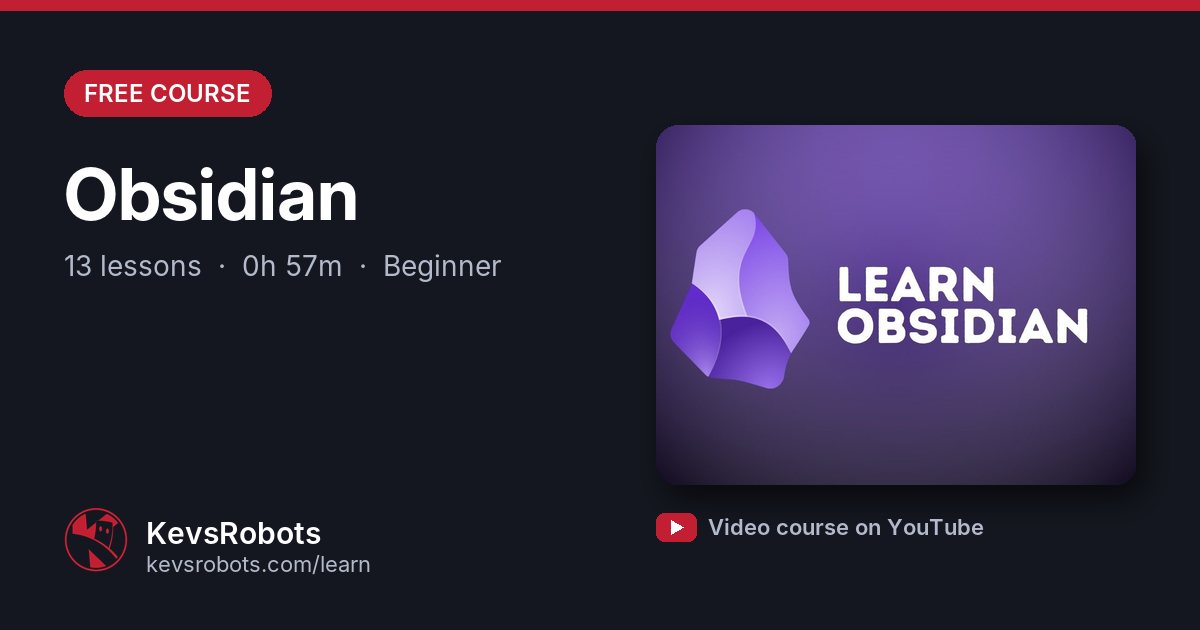 FREE COURSE
Obsidian
13 lessons · 0h 57m · Beginner
LEARN
OBSIDIAN
Video course on YouTube
KevsRobots
kevsrobots.com/learn